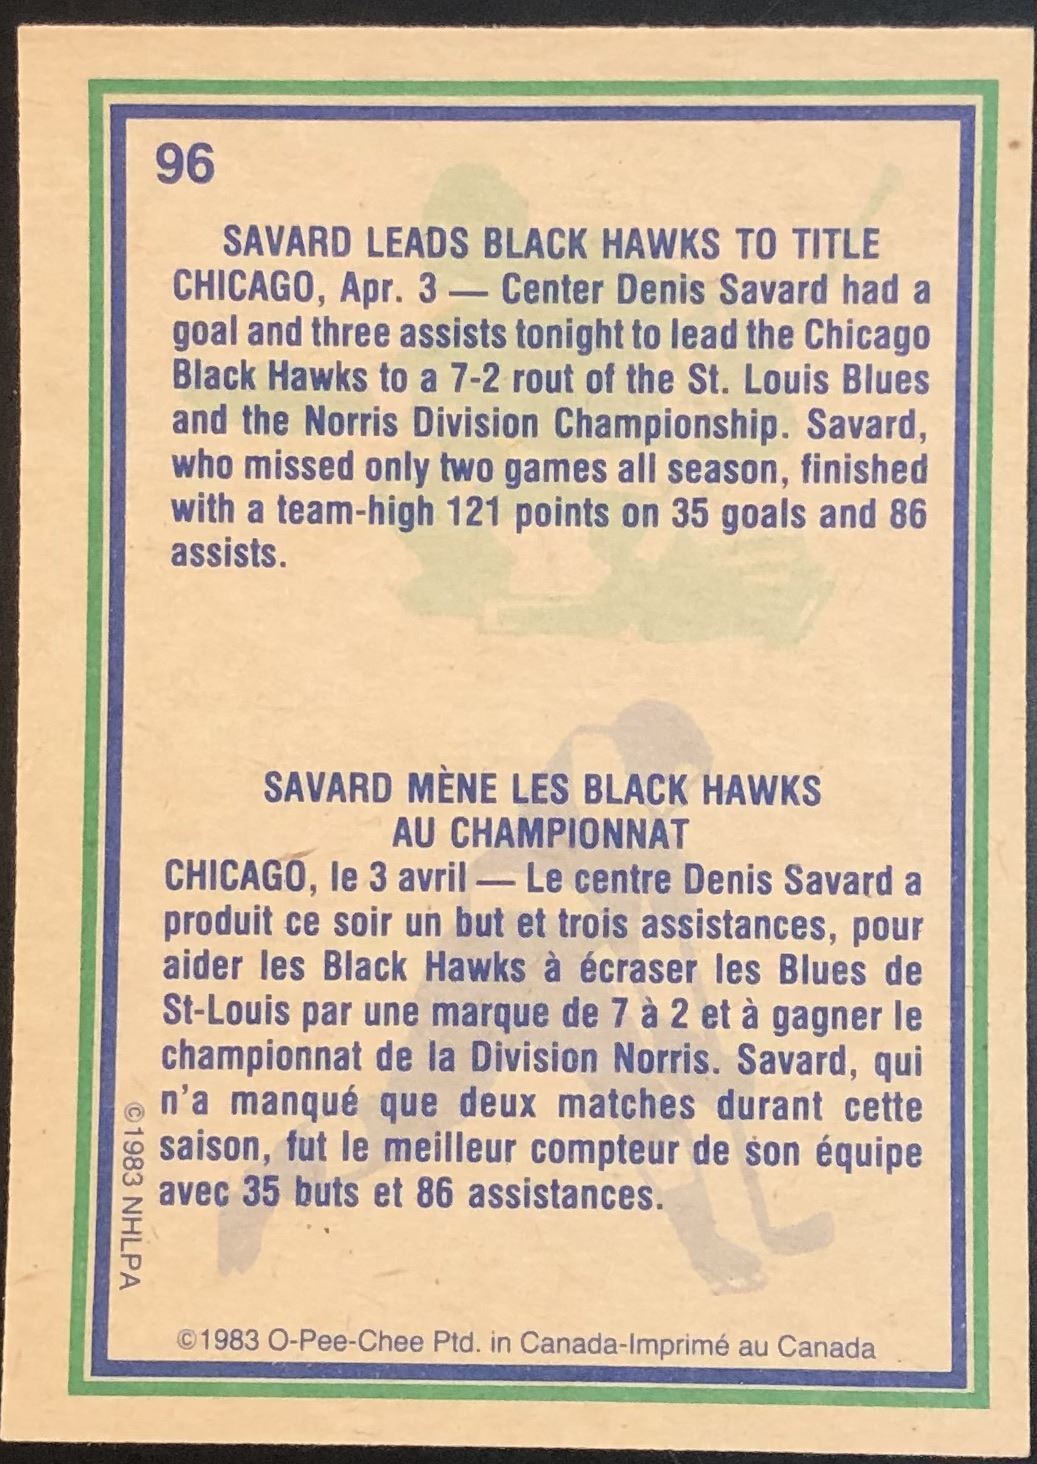 96
SAVARD LEADS BLACK HAWKS TO TITLE
CHICAGO, Apr. 3 — Center Denis Savard had a
goal and three assists tonight to lead the Chicago
Black Hawks to a 7-2 rout of the St. Louis Blues
and the Norris Division Championship. Savard,
who missed only two games all season, finished
with a team-high 121 points on 35 goals and 86
assists.
SAVARD MÈNE LES BLACK HAWKS
AU CHAMPIONNAT
CHICAGO, le 3 avril — Le centre Denis Savard a
produit ce soir un but et trois assistances, pour
aider les Black Hawks à écraser les Blues de
St-Louis par une marque de 7 à 2 et à gagner le
championnat de la Division Norris. Savard, qui
n'a manqué que deux matches durant cette
saison, fut le meilleur compteur de son équipe
avec 35 buts et 86 assistances.
©1983 NHLPA
©1983 O-Pee-Chee Ptd. in Canada-Imprimé au Canada